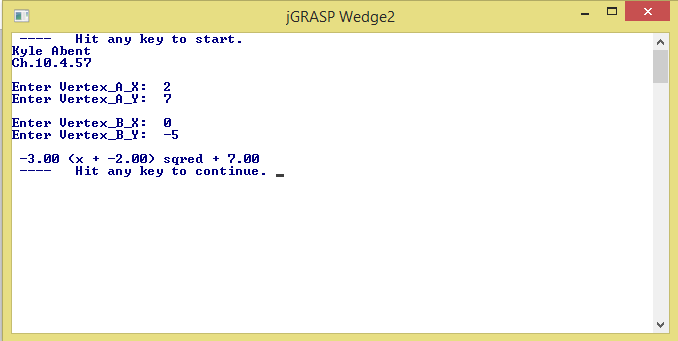 jGRASP Wedge2
 ----   Hit any key to start.
Kyle Abent
Ch.10.4.57
Enter Vertex_A_X:  2
Enter Vertex_A_Y:  7
Enter Vertex_B_X:  0
Enter Vertex_B_Y:  -5
 -3.00 (x + -2.00) sqred + 7.00
 ----   Hit any key to continue.